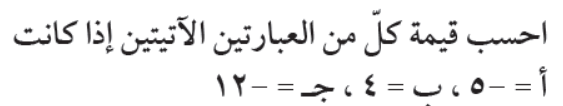 احسب قيمة كلّ من العبارتين الآتيتين إذا كانت
أ = -٥ ، ب = ٤ ، جـ = -١٢